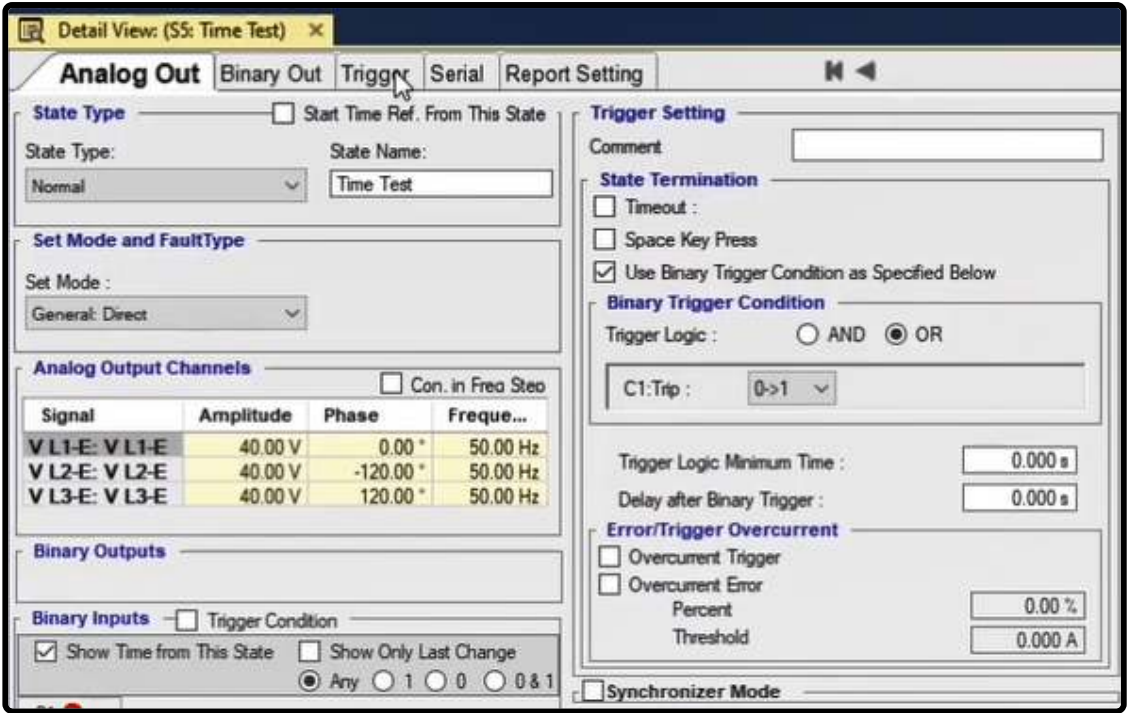 Detail View: (S5: Time Test) ×
Analog Out Binary Out Trigger Serial Report Setting
State Type
Start Time Ref. From This State
State Type:
State Name:
Normal
Time Test
Set Mode and FaultType
Set Mode :
General: Direct
Analog Output Channels
Con. in Freq Step
Signal Amplitude Phase Freque...
V L1-E: V L1-E 40.00 V 0.00 ° 50.00 Hz
V L2-E: V L2-E 40.00 V -120.00 ° 50.00 Hz
V L3-E: V L3-E 40.00 V 120.00 ° 50.00 Hz
Binary Outputs
Binary Inputs
Trigger Condition
Show Time from This State
Show Only Last Change
Any 1 0 0 & 1
Trigger Setting
Comment
State Termination
Timeout :
Space Key Press
Use Binary Trigger Condition as Specified Below
Binary Trigger Condition
Trigger Logic : AND OR
C1:Trip : 0->1
Trigger Logic Minimum Time : 0.000 s
Delay after Binary Trigger : 0.000 s
Error/Trigger Overcurrent
Overcurrent Trigger
Overcurrent Error
Percent 0.00 %
Threshold 0.000 A
Synchronizer Mode